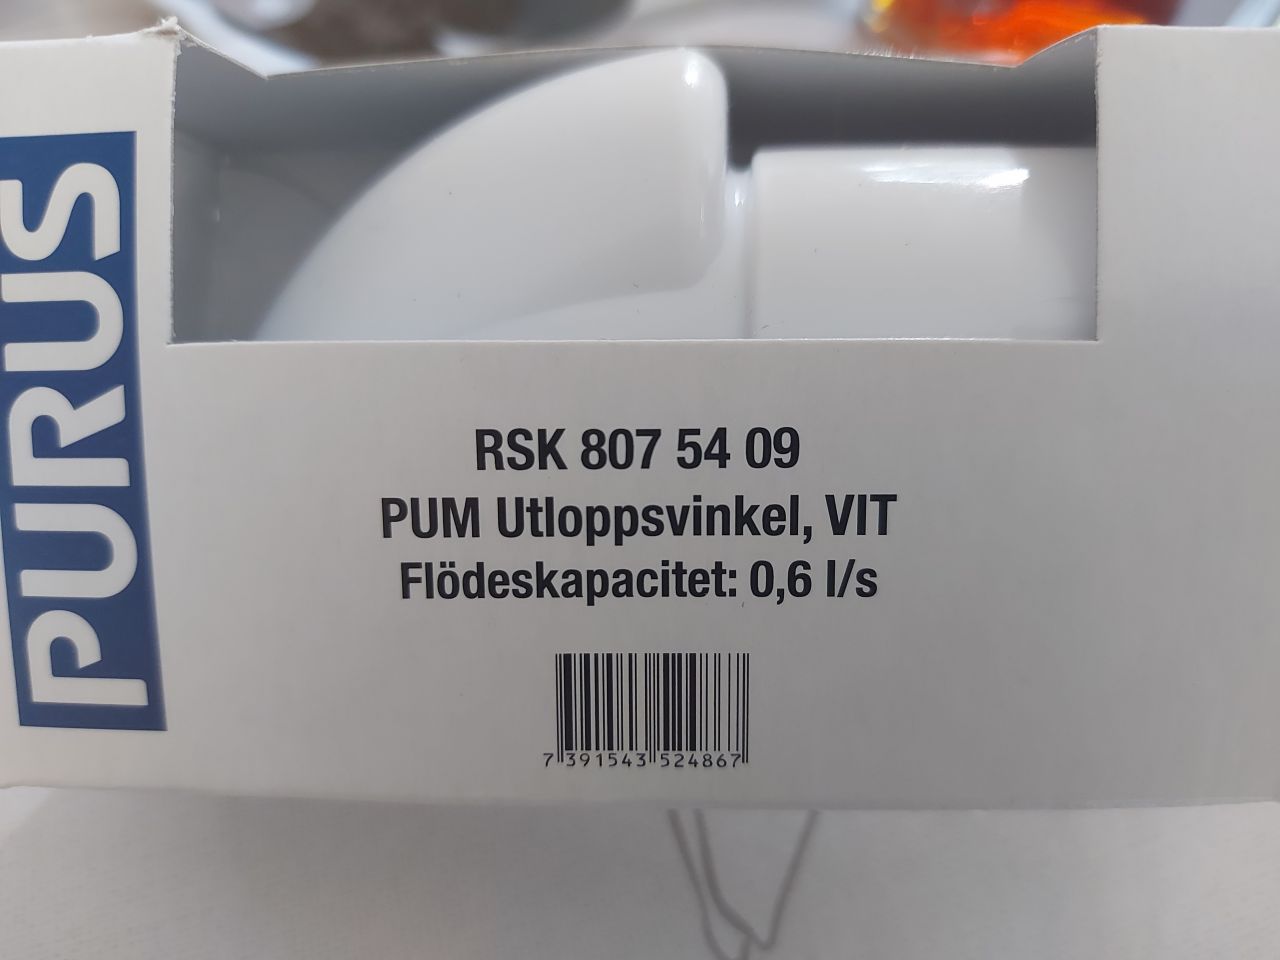 PURUS
RSK 807 54 09
PUM Utloppsvinkel, VIT
Flödeskapacitet: 0,6 l/s
7 391543 524867